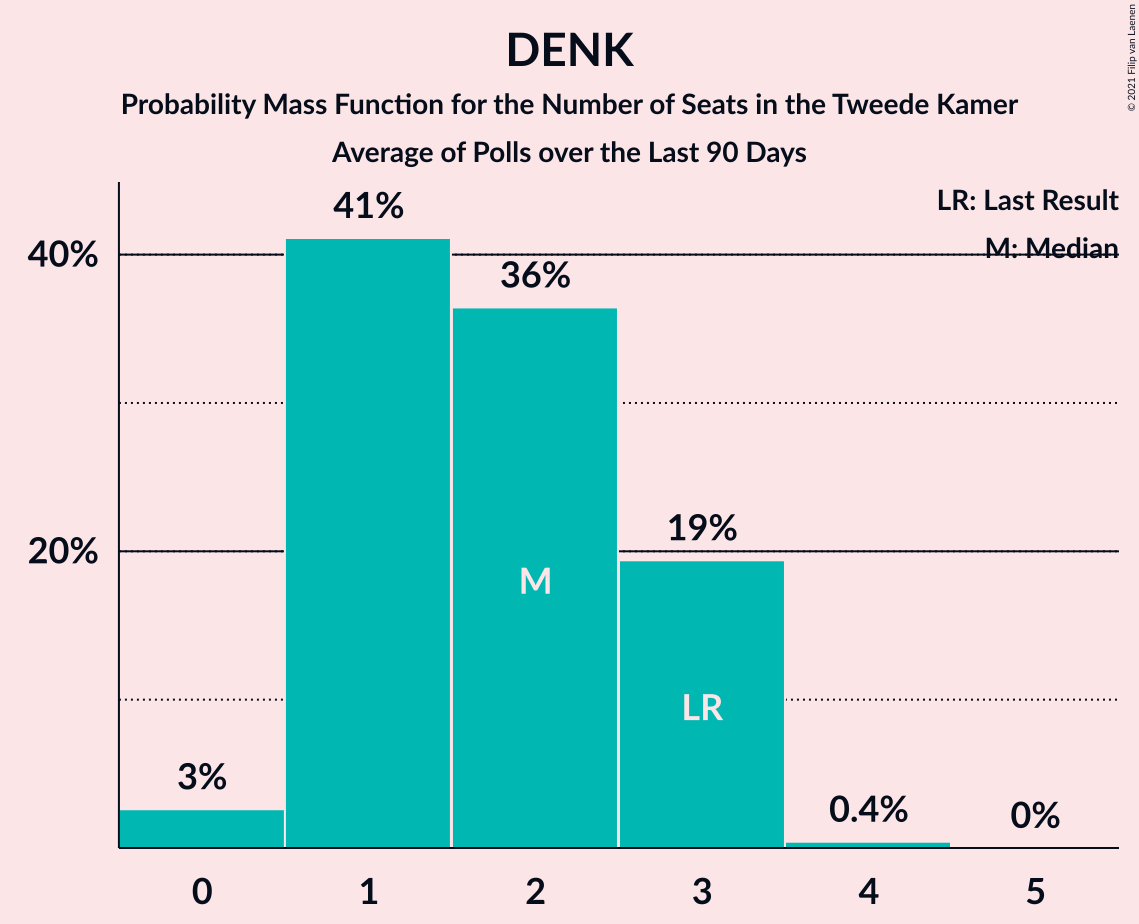 DENK
Probability Mass Function for the Number of Seats in the Tweede Kamer
Average of Polls over the Last 90 Days
© 2021 Filip van Laenen
LR: Last Result
M: Median
41%
40%
36%
19%
20%
M
LR
3%
0.4%
0%
0 1 2 3 4 5